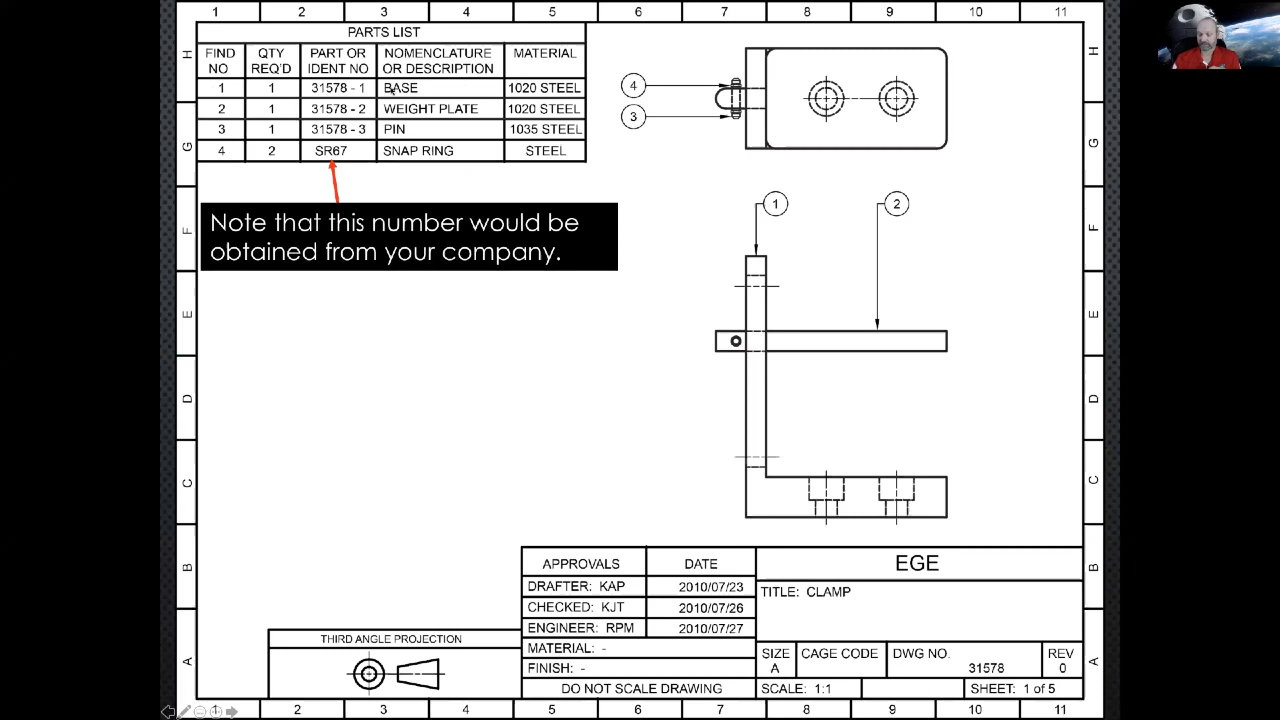 1 2 3 4 5 6 7 8 9 10 11
PARTS LIST
FIND NO QTY REQ'D PART OR IDENT NO NOMENCLATURE OR DESCRIPTION MATERIAL
1 1 31578 - 1 BASE 1020 STEEL
2 1 31578 - 2 WEIGHT PLATE 1020 STEEL
3 1 31578 - 3 PIN 1035 STEEL
4 2 SR67 SNAP RING STEEL
Note that this number would be
obtained from your company.
4
3
1 2
H H
G G
F F
E E
D D
C C
B B
A A
THIRD ANGLE PROJECTION
APPROVALS DATE
DRAFTER: KAP 2010/07/23
CHECKED: KJT 2010/07/26
ENGINEER: RPM 2010/07/27
MATERIAL: -
FINISH: -
DO NOT SCALE DRAWING
EGE
TITLE: CLAMP
SIZE A CAGE CODE DWG NO. 31578 REV 0
SCALE: 1:1 SHEET: 1 of 5
1 2 3 4 5 6 7 8 9 10 11